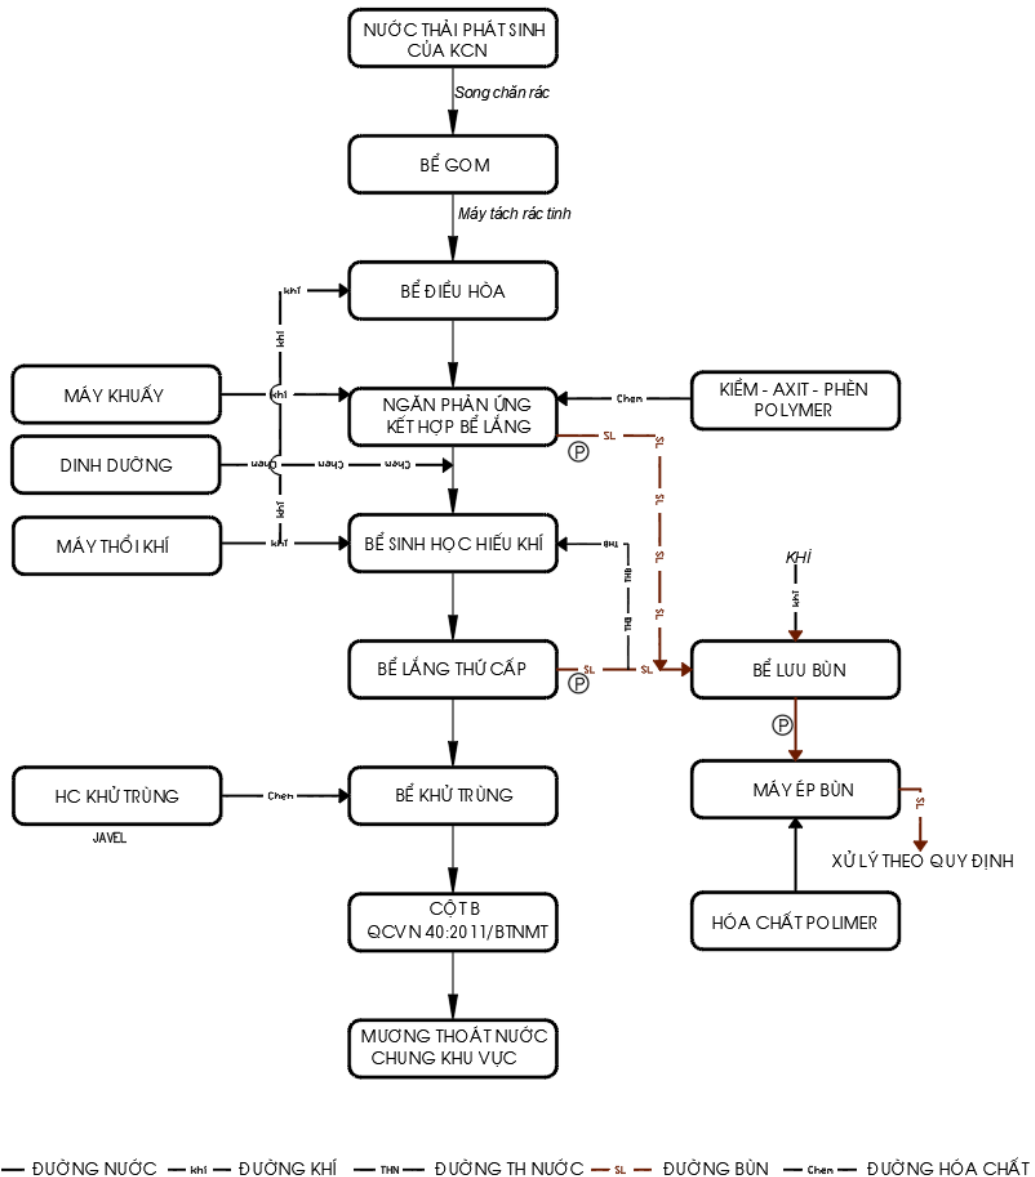 NƯỚC THẢI PHÁT SINH
CỦA KCN
Song chắn rác
BỂ GOM
Máy tách rác tinh
BỂ ĐIỀU HÒA
khí
khí
MÁY KHUẤY
khí
NGĂN PHẢN ỨNG
KẾT HỢP BỂ LẮNG
Chem
KIỀM - AXIT - PHÈN
POLYMER
SL
P
SL
DINH DƯỠNG
Chem
Chem
Chem
SL
khí
MÁY THỔI KHÍ
khí
BỂ SINH HỌC HIẾU KHÍ
THB
SL
THB
KHÍ
khí
SL
THB
BỂ LẮNG THỨ CẤP
SL
SL
P
BỂ LƯU BÙN
P
HC KHỬ TRÙNG
Chem
BỂ KHỬ TRÙNG
MÁY ÉP BÙN
SL
JAVEL
XỬ LÝ THEO QUY ĐỊNH
CỘT B
QCVN 40:2011/BTNMT
HÓA CHẤT POLIMER
MƯƠNG THOÁT NƯỚC
CHUNG KHU VỰC
ĐƯỜNG NƯỚC
khí ĐƯỜNG KHÍ
THN ĐƯỜNG TH NƯỚC
SL ĐƯỜNG BÙN
Chem ĐƯỜNG HÓA CHẤT